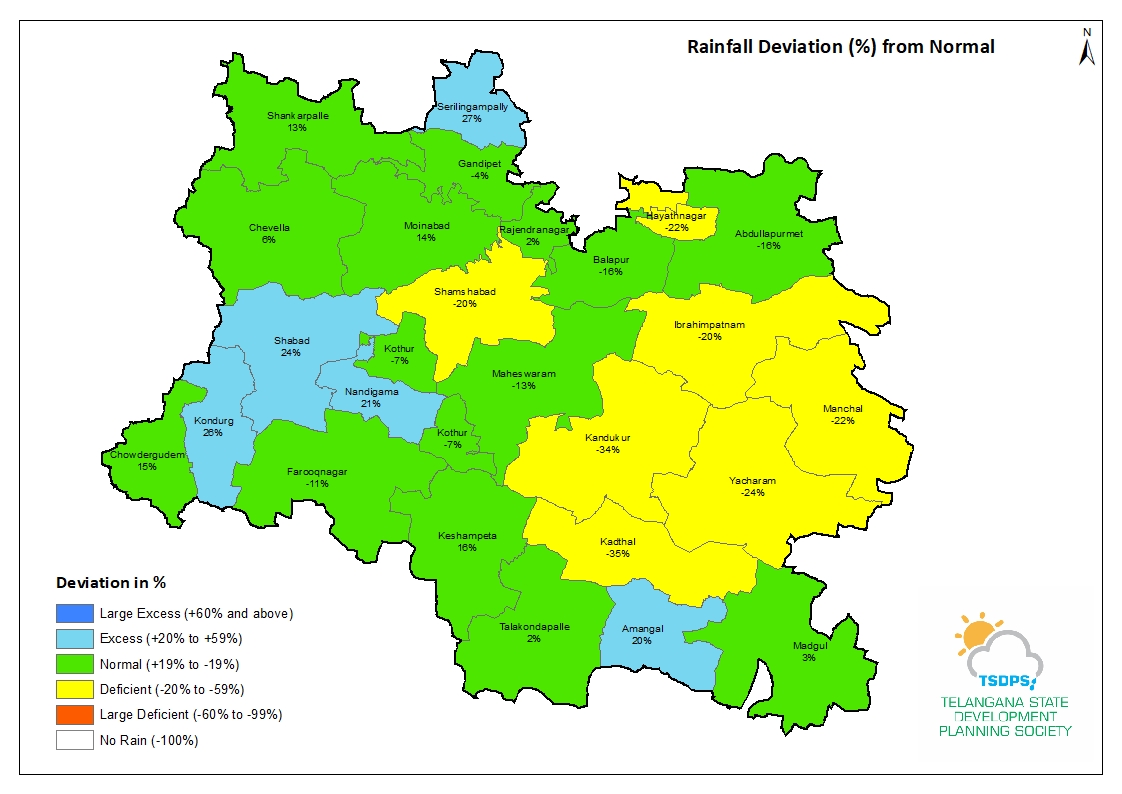 Rainfall Deviation (%) from Normal
N
Serilingampally
27%
Shankarpalle
13%
Gandipet
-4%
Hayathnagar
-22%
Chevella
6%
Moinabad
14%
Rajendranagar
2%
Abdullapurmet
-16%
Balapur
-16%
Shamshabad
-20%
Ibrahimpatnam
-20%
Shabad
24%
Kothur
-7%
Maheswaram
-13%
Nandigama
21%
Manchal
-22%
Kondurg
26%
Kothur
-7%
Kandukur
-34%
Chowdergudem
15%
Farooqnagar
-11%
Yacharam
-24%
Keshampeta
16%
Kadthal
-35%
Talakondapalle
2%
Amangal
20%
Madgul
3%
Deviation in %
Large Excess (+60% and above)
Excess (+20% to +59%)
Normal (+19% to -19%)
Deficient (-20% to -59%)
Large Deficient (-60% to -99%)
No Rain (-100%)
TSDPS
TELANGANA STATE
DEVELOPMENT
PLANNING SOCIETY